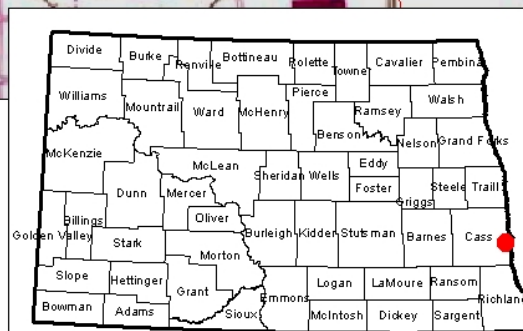 Divide Burke Renville Bottineau Rolette Towne Cavalier Pembina
Williams Mountrail Ward McHenry Pierce Benson Ramsey Walsh
McKenzie McLean Sheridan Wells Eddy Foster Nelson Grand Forks
Dunn Mercer Oliver Griggs Steele Traill
Golden Valley Billings Stark Morton Burleigh Kidder Stutsman Barnes Cass
Slope Hettinger Grant Sioux Emmons Logan LaMoure Ransom Richland
Bowman Adams McIntosh Dickey Sargent